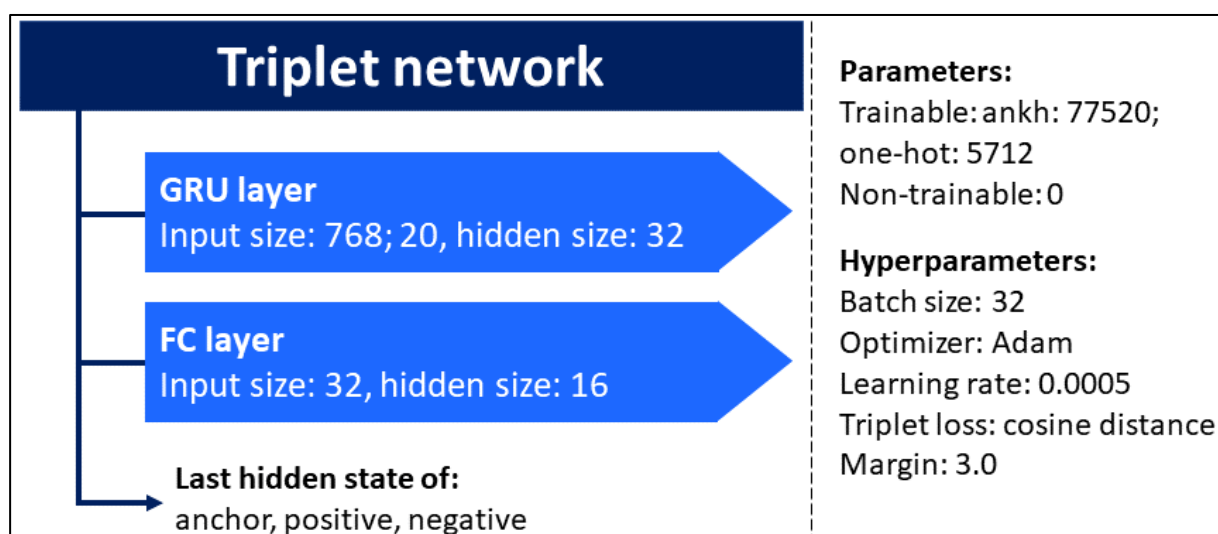 Triplet network
GRU layer
Input size: 768; 20, hidden size: 32
FC layer
Input size: 32, hidden size: 16
Last hidden state of:
anchor, positive, negative
Parameters:
Trainable: ankh: 77520;
one-hot: 5712
Non-trainable: 0
Hyperparameters:
Batch size: 32
Optimizer: Adam
Learning rate: 0.0005
Triplet loss: cosine distance
Margin: 3.0